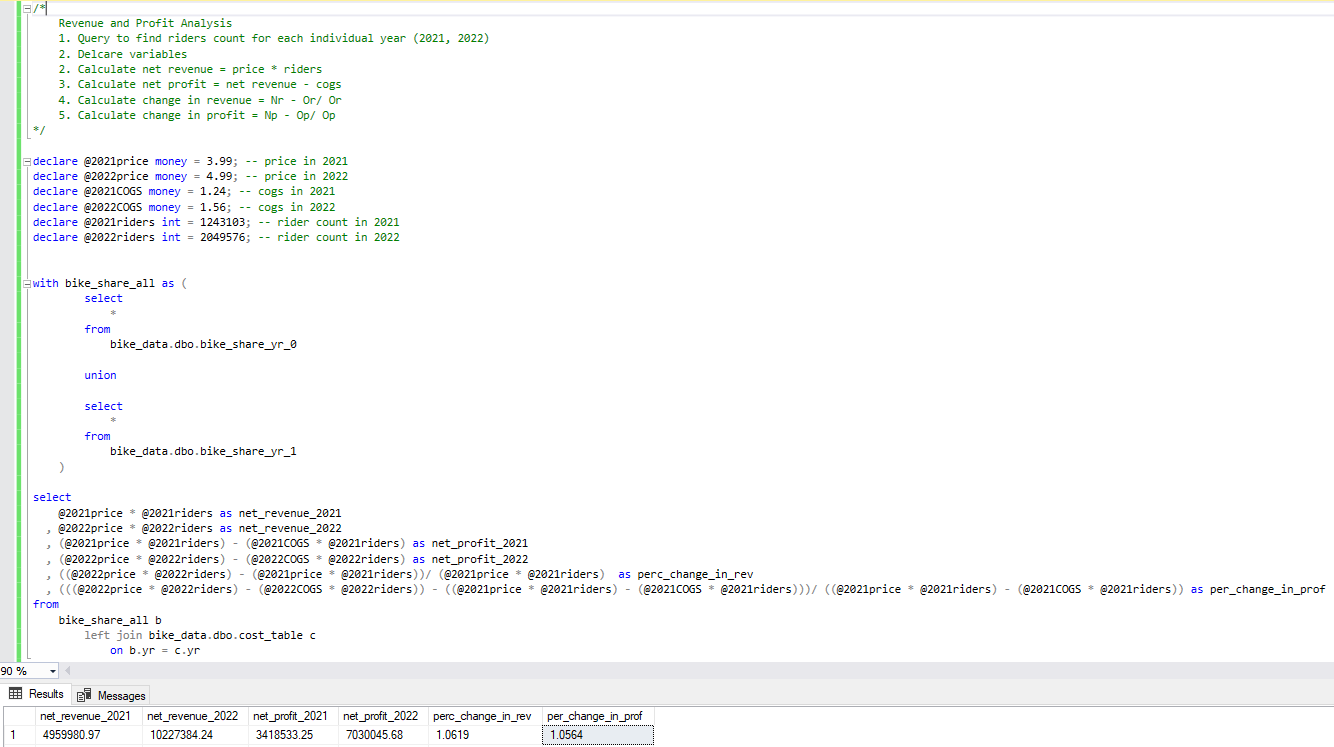 /*
Revenue and Profit Analysis
1. Query to find riders count for each individual year (2021, 2022)
2. Delcare variables
2. Calculate net revenue = price * riders
3. Calculate net profit = net revenue - cogs
4. Calculate change in revenue = Nr - Or/ Or
5. Calculate change in profit = Np - Op/ Op
*/
declare @2021price money = 3.99; -- price in 2021
declare @2022price money = 4.99; -- price in 2022
declare @2021COGS money = 1.24; -- cogs in 2021
declare @2022COGS money = 1.56; -- cogs in 2022
declare @2021riders int = 1243103; -- rider count in 2021
declare @2022riders int = 2049576; -- rider count in 2022
with bike_share_all as (
select
*
from
bike_data.dbo.bike_share_yr_0
union
select
*
from
bike_data.dbo.bike_share_yr_1
)
select
@2021price * @2021riders as net_revenue_2021
, @2022price * @2022riders as net_revenue_2022
, (@2021price * @2021riders) - (@2021COGS * @2021riders) as net_profit_2021
, (@2022price * @2022riders) - (@2022COGS * @2022riders) as net_profit_2022
, ((@2022price * @2022riders) - (@2021price * @2021riders))/ (@2021price * @2021riders)  as perc_change_in_rev
, (((@2022price * @2022riders) - (@2022COGS * @2022riders)) - ((@2021price * @2021riders) - (@2021COGS * @2021riders)))/ ((@2021price * @2021riders) - (@2021COGS * @2021riders)) as per_change_in_prof
from
bike_share_all b
left join bike_data.dbo.cost_table c
on b.yr = c.yr
90 %
Results Messages
net_revenue_2021 net_revenue_2022 net_profit_2021 net_profit_2022 perc_change_in_rev per_change_in_prof
1 4959980.97 10227384.24 3418533.25 7030045.68 1.0619 1.0564